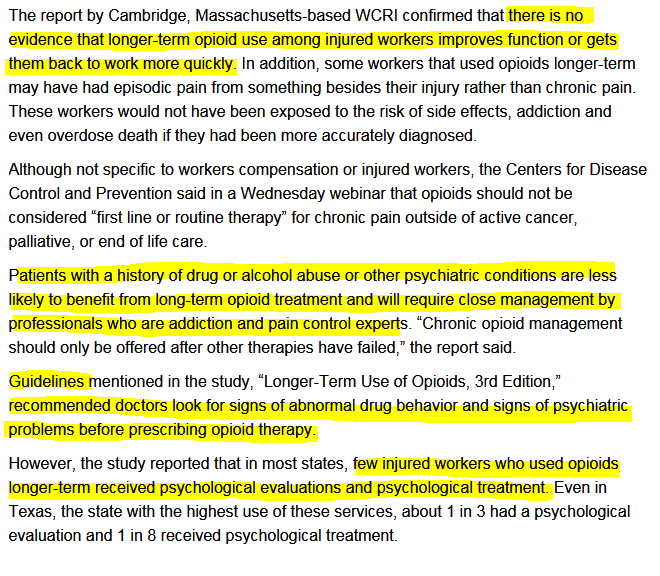 The report by Cambridge, Massachusetts-based WCRI confirmed that there is no
evidence that longer-term opioid use among injured workers improves function or gets
them back to work more quickly. In addition, some workers that used opioids longer-term
may have had episodic pain from something besides their injury rather than chronic pain.
These workers would not have been exposed to the risk of side effects, addiction and
even overdose death if they had been more accurately diagnosed.
Although not specific to workers compensation or injured workers, the Centers for Disease
Control and Prevention said in a Wednesday webinar that opioids should not be
considered “first line or routine therapy” for chronic pain outside of active cancer,
palliative, or end of life care.
Patients with a history of drug or alcohol abuse or other psychiatric conditions are less
likely to benefit from long-term opioid treatment and will require close management by
professionals who are addiction and pain control experts. “Chronic opioid management
should only be offered after other therapies have failed,” the report said.
Guidelines mentioned in the study, “Longer-Term Use of Opioids, 3rd Edition,”
recommended doctors look for signs of abnormal drug behavior and signs of psychiatric
problems before prescribing opioid therapy.
However, the study reported that in most states, few injured workers who used opioids
longer-term received psychological evaluations and psychological treatment. Even in
Texas, the state with the highest use of these services, about 1 in 3 had a psychological
evaluation and 1 in 8 received psychological treatment.